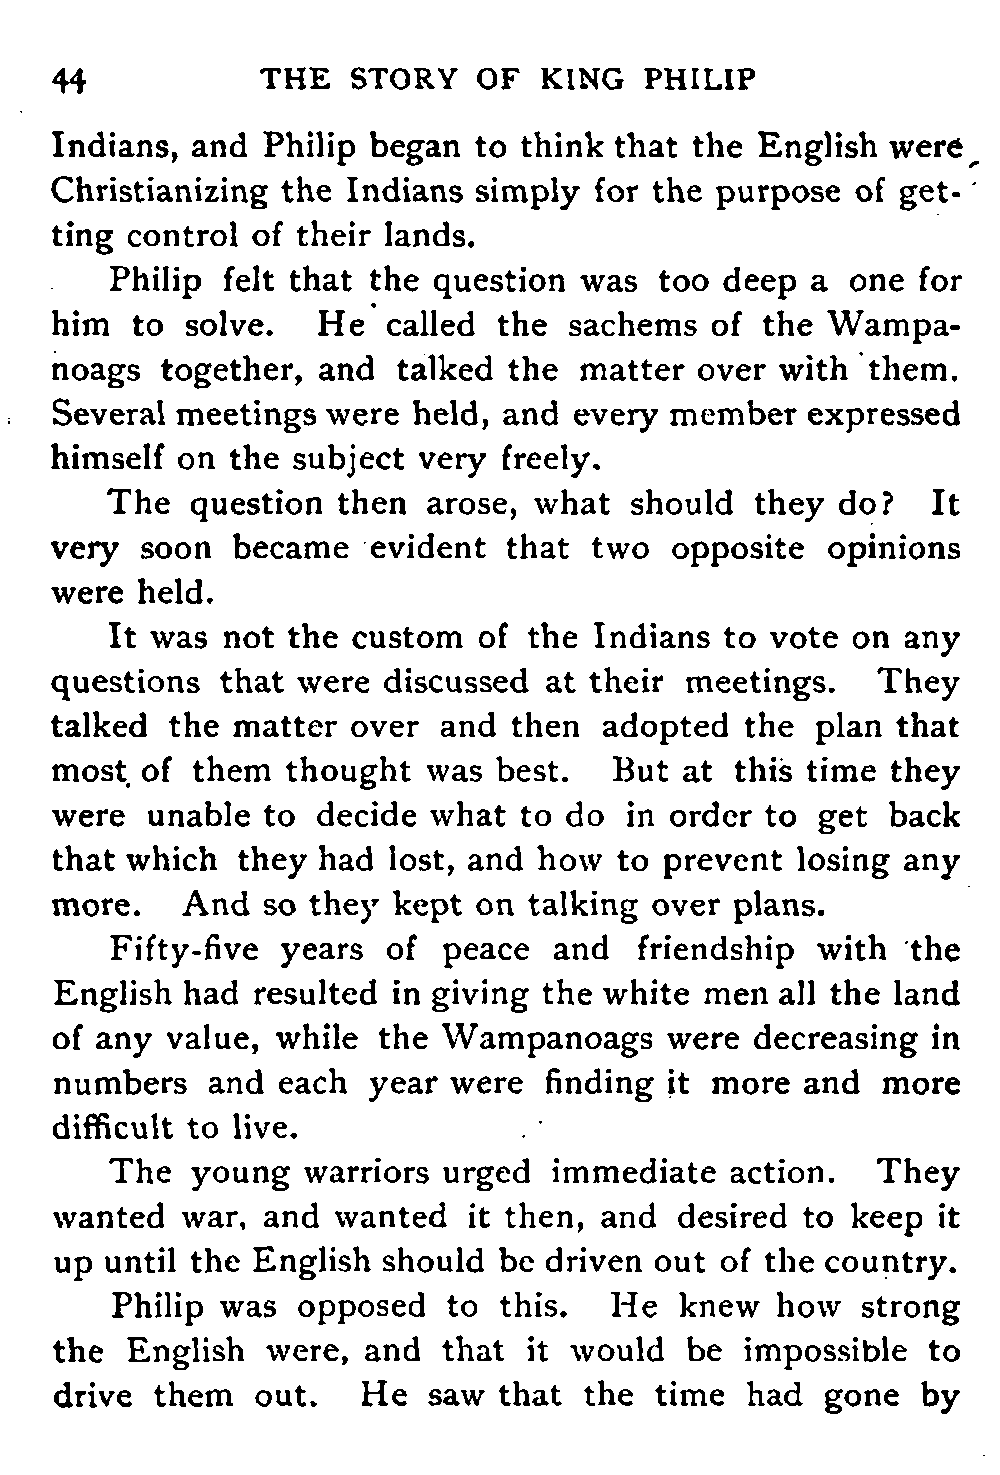 44 THE STORY OF KING PHILIP
Indians, and Philip began to think that the English were
Christianizing the Indians simply for the purpose of get-
ting control of their lands.
Philip felt that the question was too deep a one for
him to solve. He called the sachems of the Wampa-
noags together, and talked the matter over with them.
Several meetings were held, and every member expressed
himself on the subject very freely.
The question then arose, what should they do? It
very soon became evident that two opposite opinions
were held.
It was not the custom of the Indians to vote on any
questions that were discussed at their meetings. They
talked the matter over and then adopted the plan that
most of them thought was best. But at this time they
were unable to decide what to do in order to get back
that which they had lost, and how to prevent losing any
more. And so they kept on talking over plans.
Fifty-five years of peace and friendship with the
English had resulted in giving the white men all the land
of any value, while the Wampanoags were decreasing in
numbers and each year were finding it more and more
difficult to live.
The young warriors urged immediate action. They
wanted war, and wanted it then, and desired to keep it
up until the English should be driven out of the country.
Philip was opposed to this. He knew how strong
the English were, and that it would be impossible to
drive them out. He saw that the time had gone by